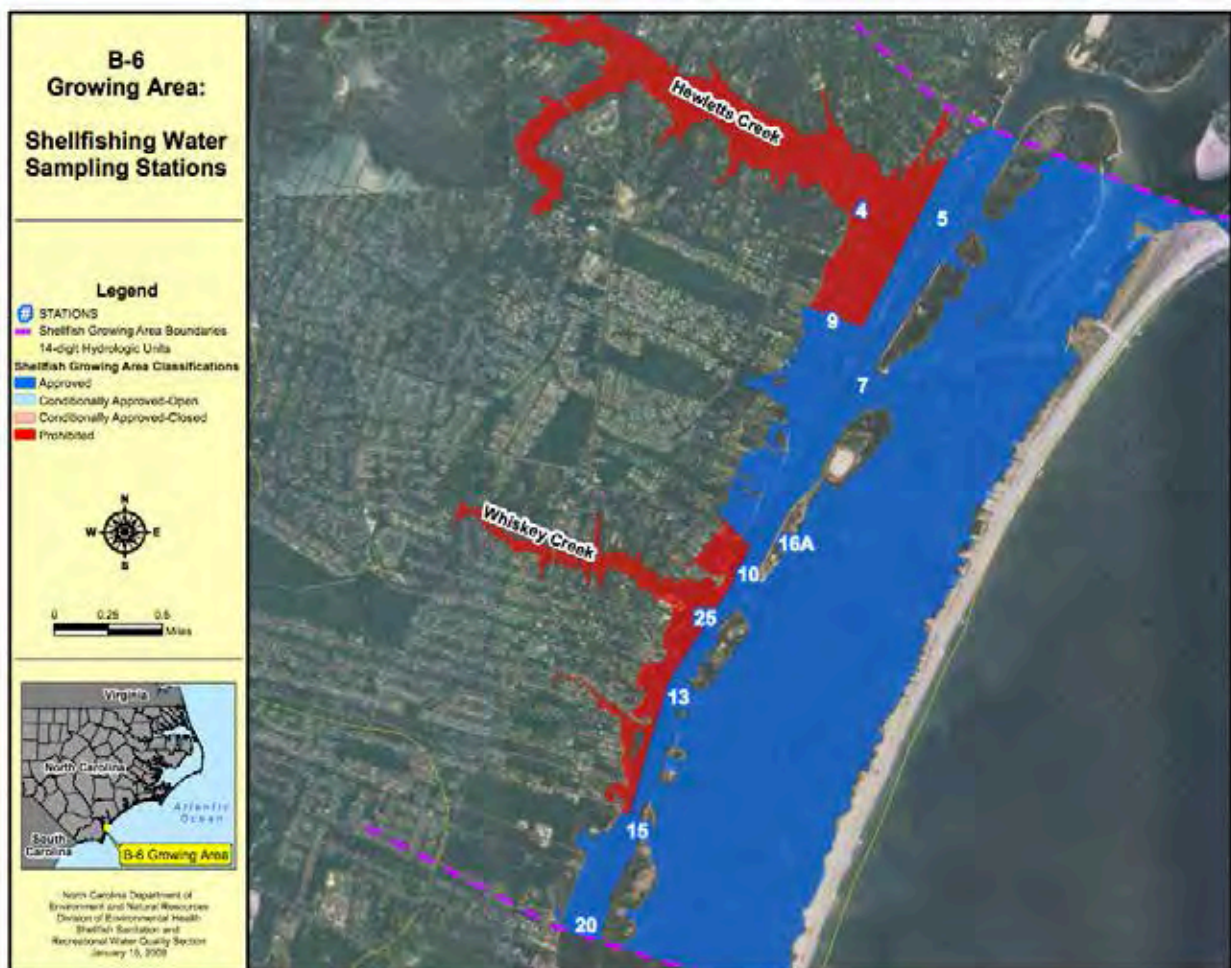 B-6
Growing Area:
Shellfishing Water
Sampling Stations
Legend
# STATIONS
Shellfish Growing Area Boundaries
14-digit Hydrologic Units
Shellfish Growing Area Classifications
Approved
Conditionally Approved-Open
Conditionally Approved-Closed
Prohibited
N
W E
S
0 0.25 0.5
Miles
Virginia
North Carolina
Atlantic
Ocean
South
Carolina
B-6 Growing Area
North Carolina Department of
Environment and Natural Resources
Division of Environmental Health
Shellfish Sanitation and
Recreational Water Quality Section
Hewletts Creek
4
5
9
7
Whiskey Creek
16A
10
25
13
15
20